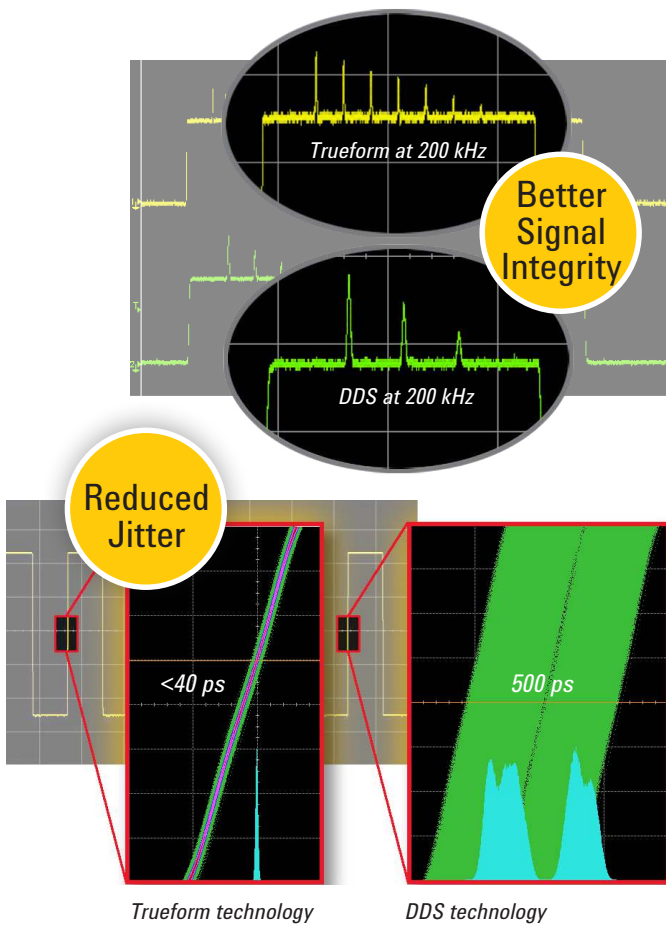 Trueform at 200 kHz
Better
Signal
Integrity
DDS at 200 kHz
Reduced
Jitter
<40 ps
500 ps
Trueform technology
DDS technology